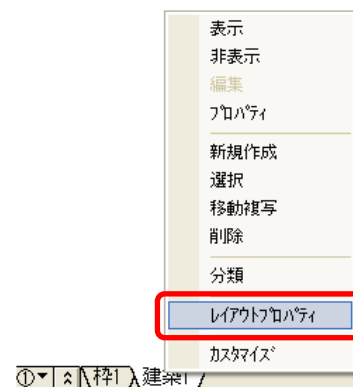 表示
非表示
編集
ﾌﾟﾛﾊﾟﾃｨ
新規作成
選択
移動複写
削除
分類
ﾚｲｱｳﾄﾌﾟﾛﾊﾟﾃｨ
ｶｽﾀﾏｲｽﾞ
① 枠1 建築1